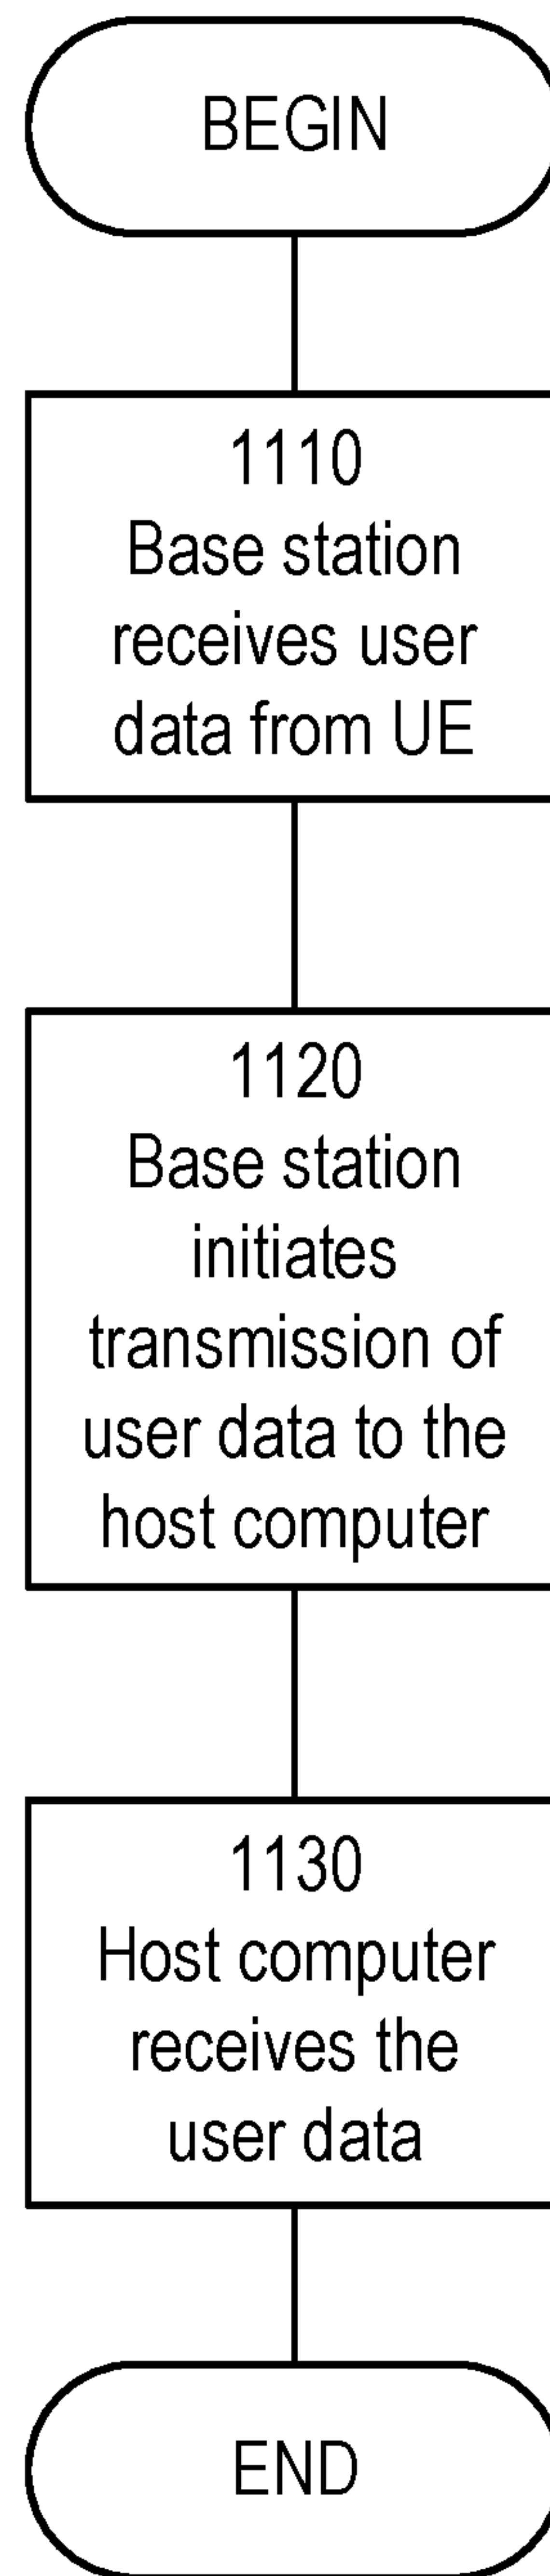 BEGIN
1110
Base station
receives user
data from UE
1120
Base station
initiates
transmission of
user data to the
host computer
1130
Host computer
receives the
user data
END